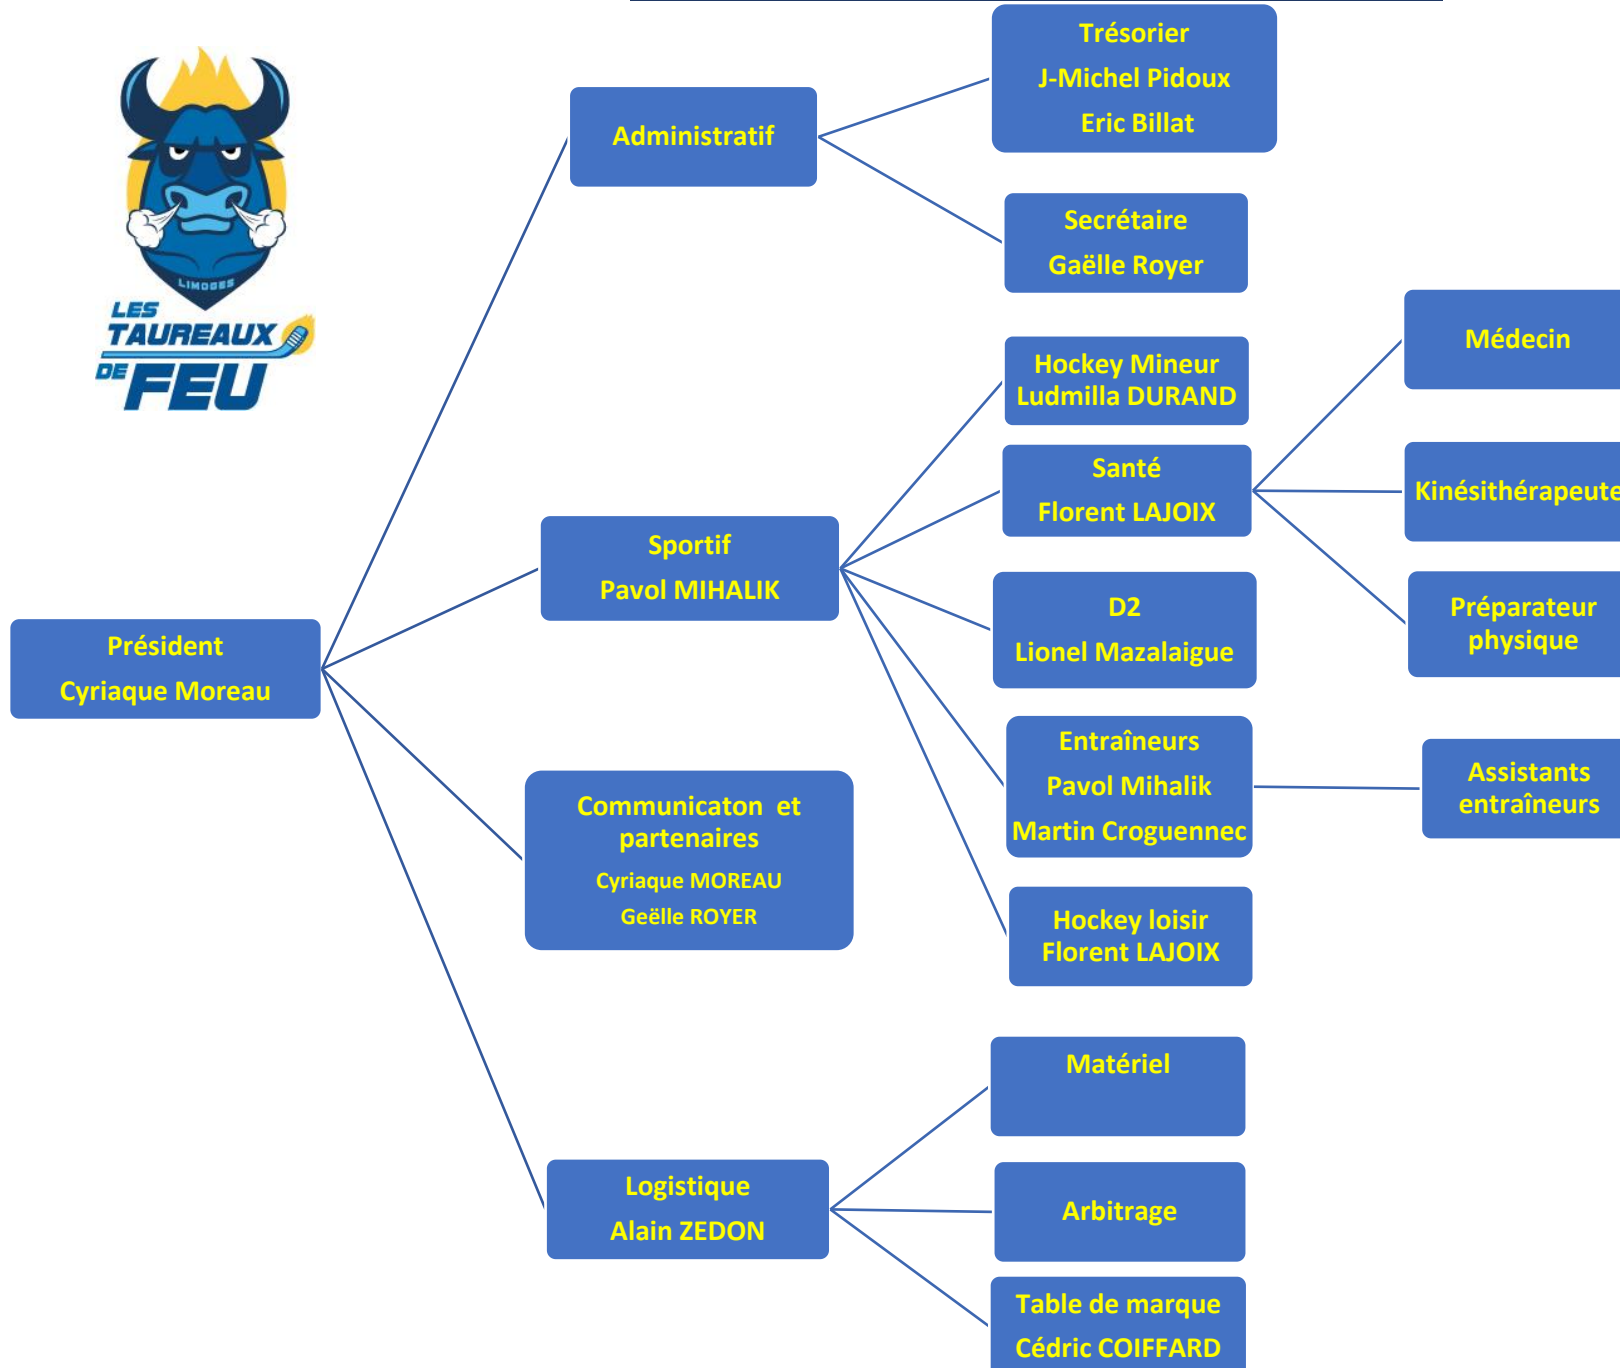 LIMOGES
LES
TAUREAUX
DE
FEU
Président
Cyriaque Moreau
Administratif
Trésorier
J-Michel Pidoux
Eric Billat
Secrétaire
Gaëlle Royer
Sportif
Pavol MIHALIK
Hockey Mineur
Ludmilla DURAND
Santé
Florent LAJOIX
Médecin
Kinésithérapeute
Préparateur
physique
D2
Lionel Mazalaigue
Entraîneurs
Pavol Mihalik
Martin Croguennec
Assistants
entraîneurs
Hockey loisir
Florent LAJOIX
Communicaton et
partenaires
Cyriaque MOREAU
Geëlle ROYER
Logistique
Alain ZEDON
Matériel
Arbitrage
Table de marque
Cédric COIFFARD